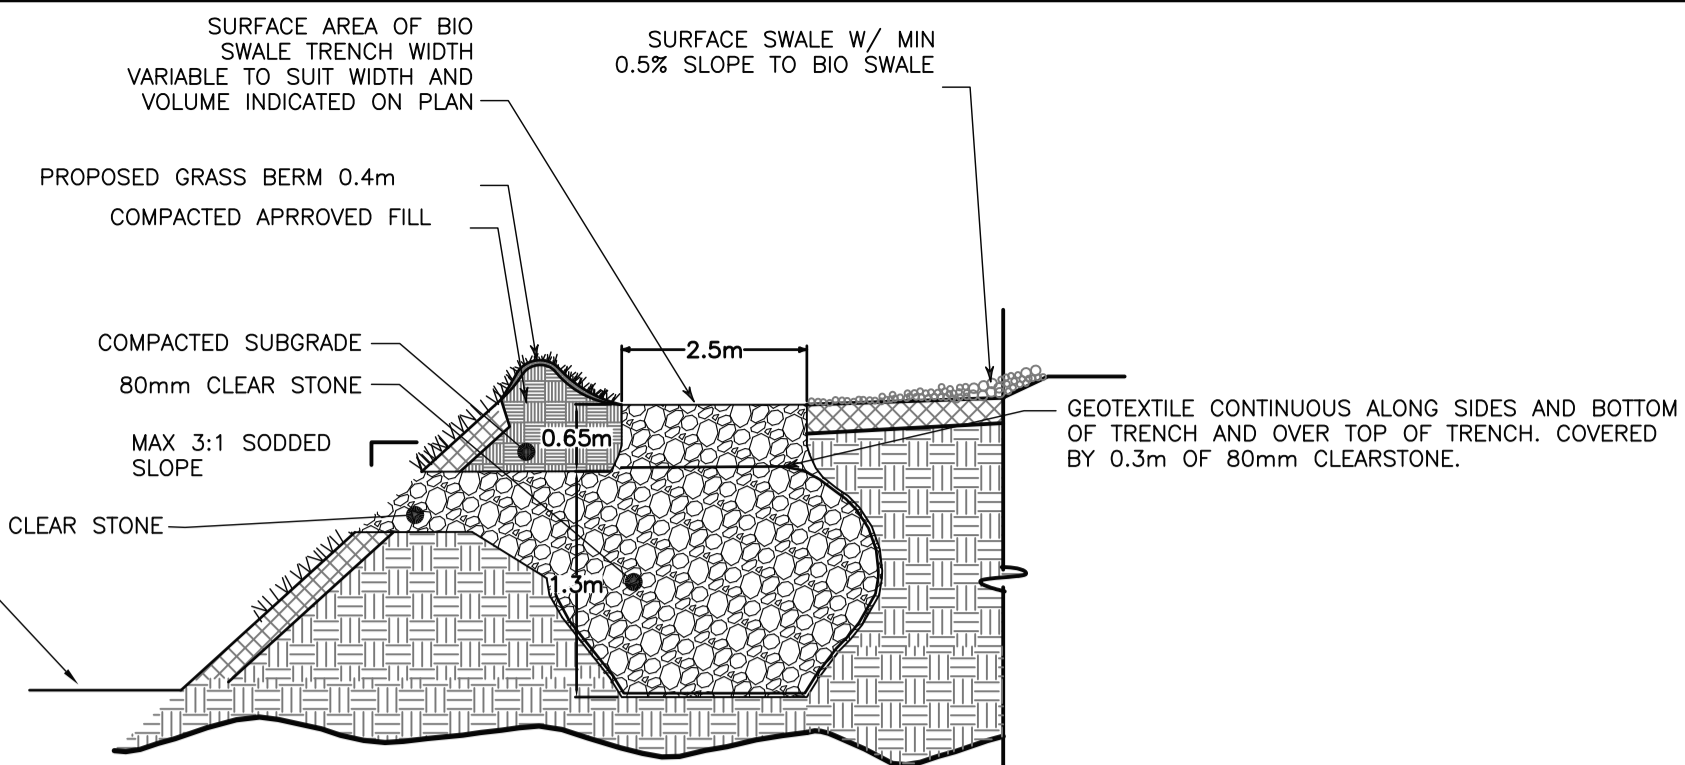 SURFACE AREA OF BIO
SWALE TRENCH WIDTH
VARIABLE TO SUIT WIDTH AND
VOLUME INDICATED ON PLAN
SURFACE SWALE W/ MIN
0.5% SLOPE TO BIO SWALE
PROPOSED GRASS BERM 0.4m
COMPACTED APRROVED FILL
COMPACTED SUBGRADE
80mm CLEAR STONE
MAX 3:1 SODDED
SLOPE
CLEAR STONE
2.5m
0.65m
1.3m
GEOTEXTILE CONTINUOUS ALONG SIDES AND BOTTOM
OF TRENCH AND OVER TOP OF TRENCH. COVERED
BY 0.3m OF 80mm CLEARSTONE.